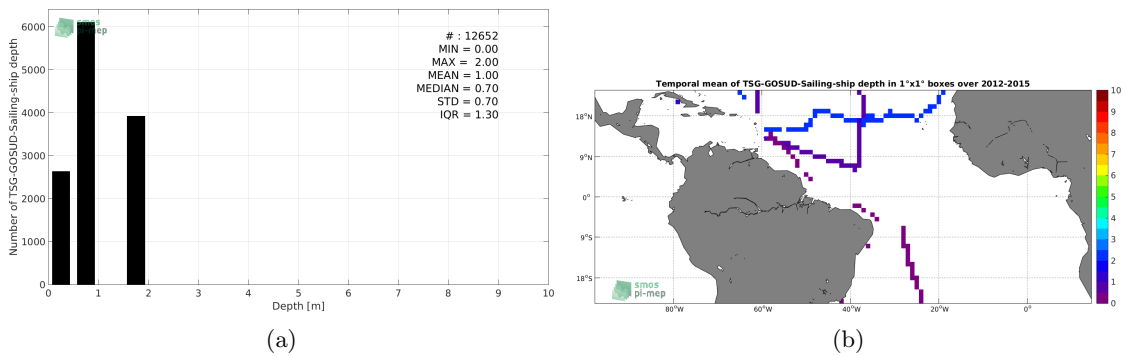 smos
pi-mep
# : 12652
MIN = 0.00
MAX = 2.00
MEAN = 1.00
MEDIAN = 0.70
STD = 0.70
IQR = 1.30
Number of TSG-GOSUD-Sailing-ship depth
6000
5000
4000
3000
2000
1000
0
0 1 2 3 4 5 6 7 8 9 10
Depth [m]
(a)
Temporal mean of TSG-GOSUD-Sailing-ship depth in 1°x1° boxes over 2012-2015
18°N
9°N
0°
9°S
18°S
80°W 60°W 40°W 20°W 0°
smos
pi-mep
10
9
8
7
6
5
4
3
2
1
0
(b)